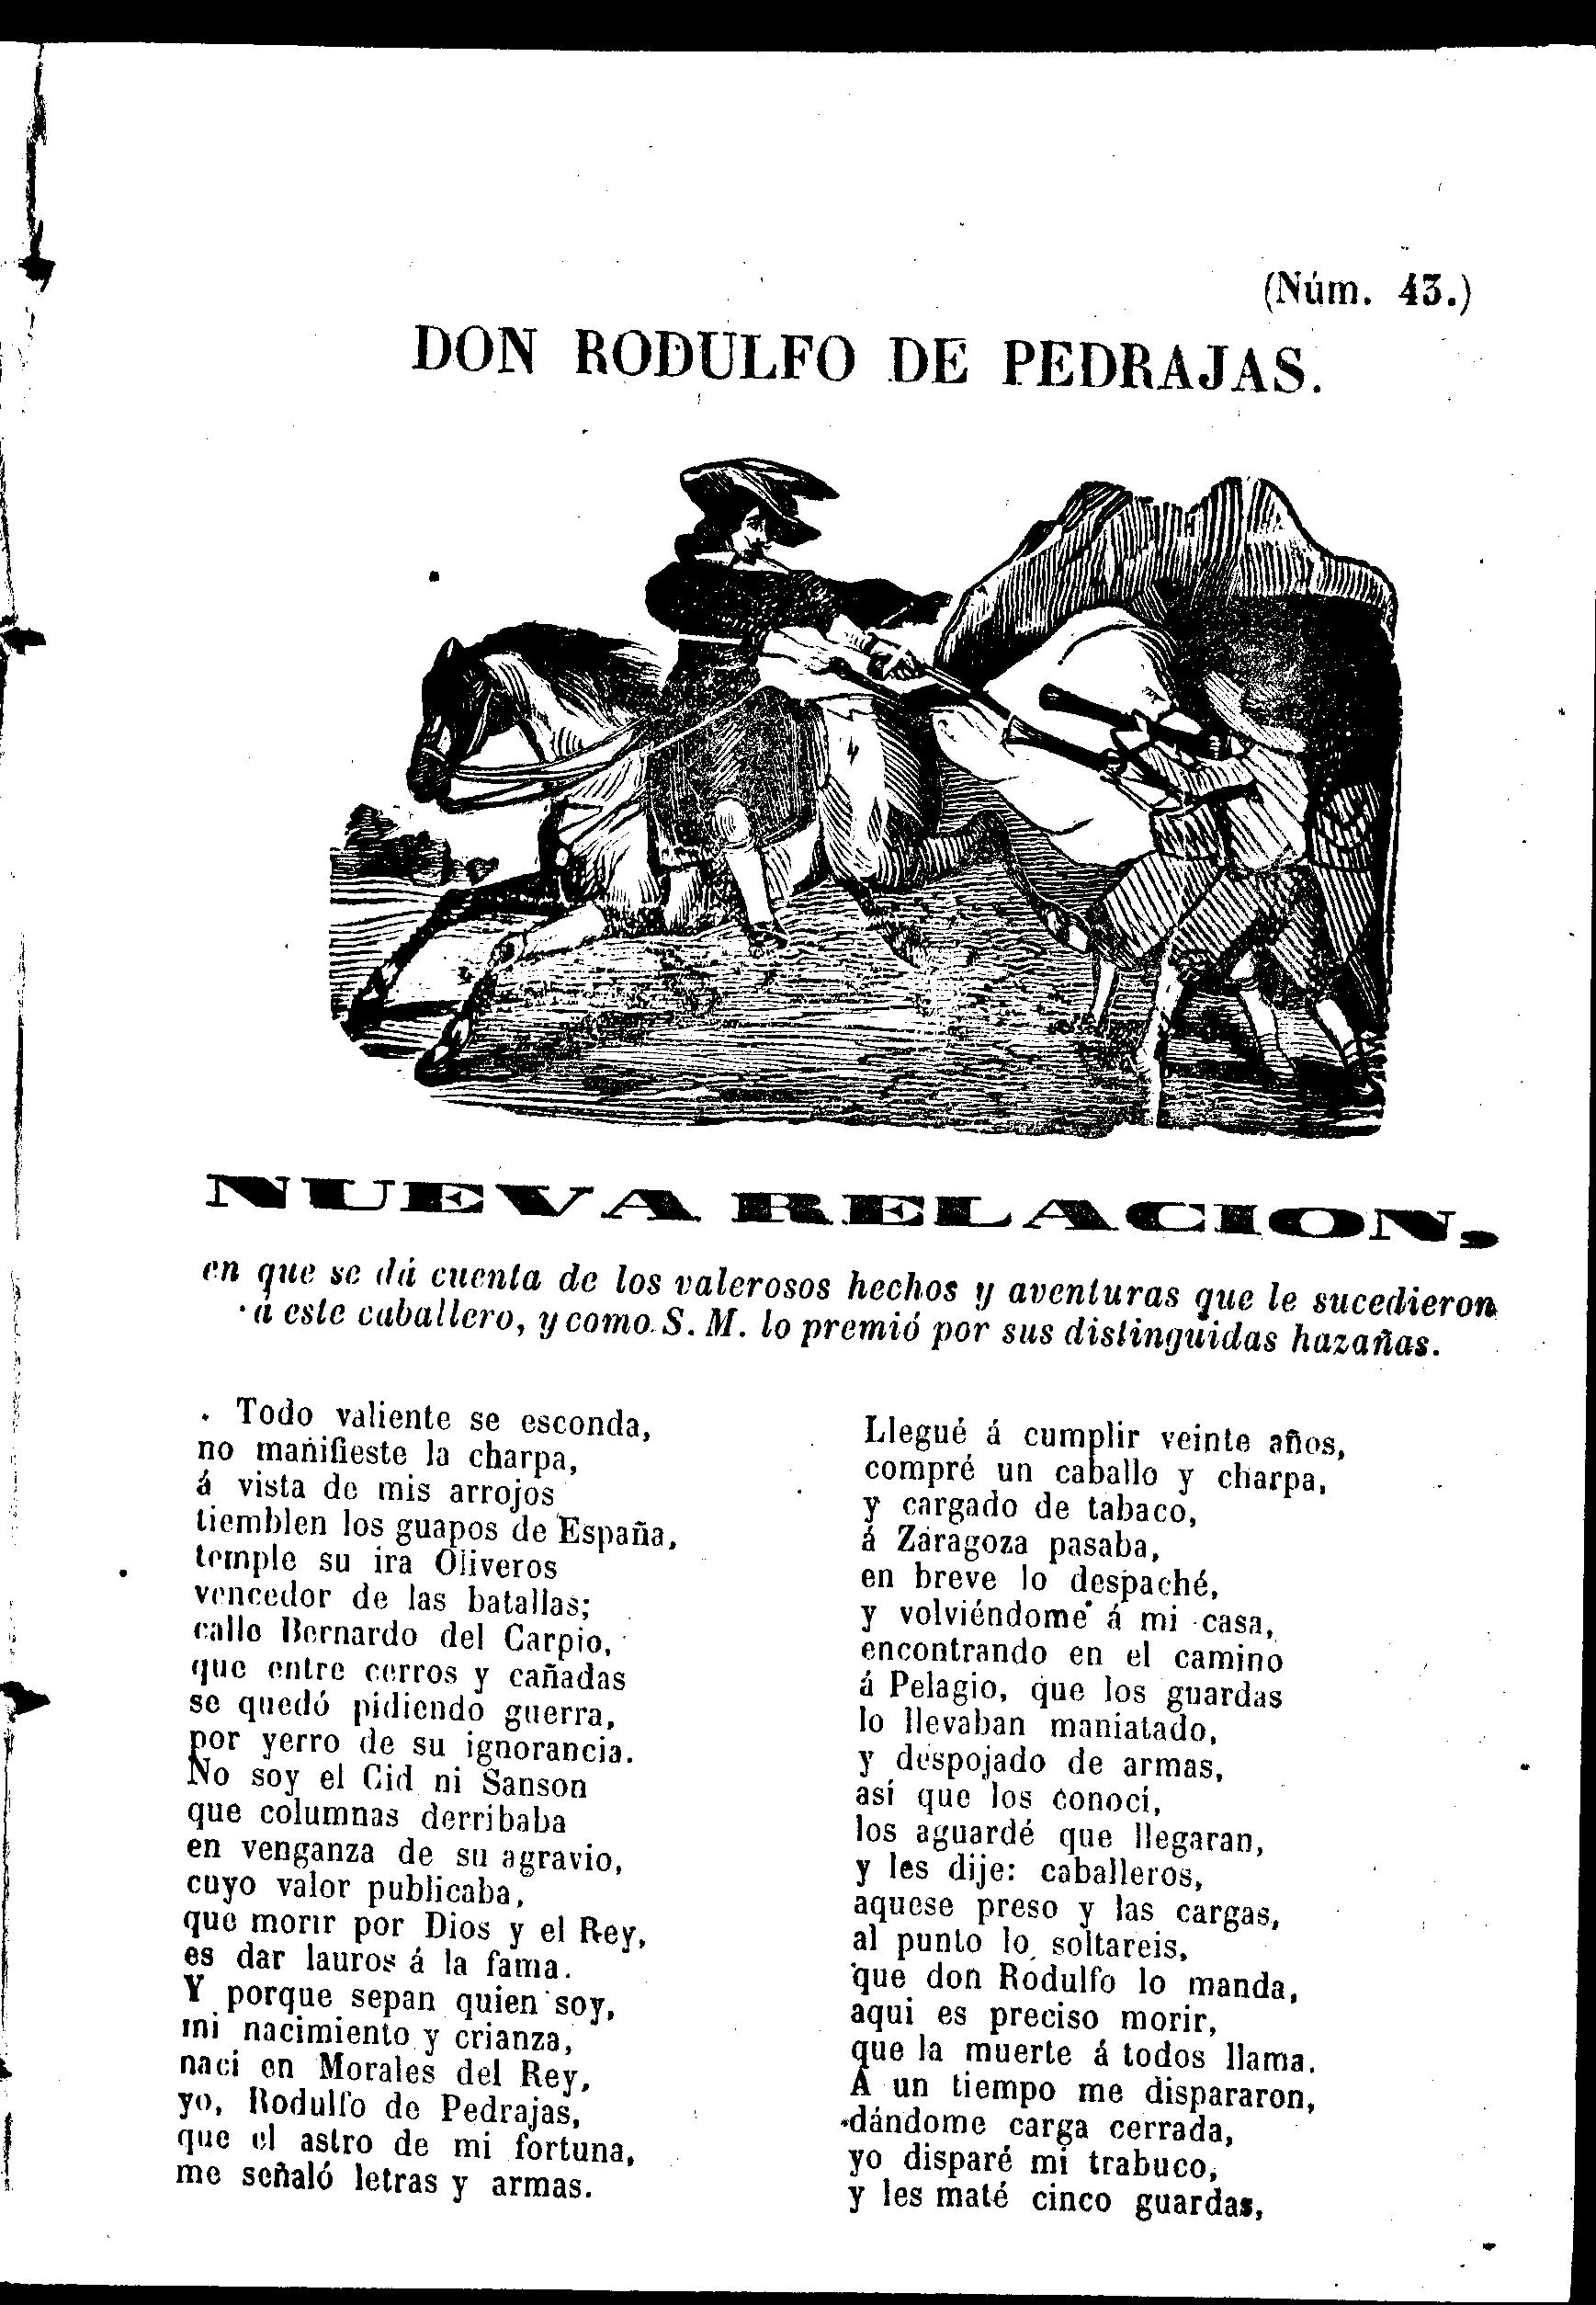 (Núm. 43.)
DON RODULFO DE PEDRAJAS.
NUEVA RELACION,
en que se dá cuenta de los valerosos hechos y aventuras que le sucedieron
á este caballero, y como S. M. lo premió por sus distinguidas hazañas.
Todo valiente se esconda,
no manifieste la charpa,
á vista de mis arrojos
tiemblen los guapos de España,
temple su ira Oliveros
vencedor de las batallas;
calle Bernardo del Carpio,
que entre cerros y cañadas
se quedó pidiendo guerra,
por yerro de su ignorancia.
No soy el Cid ni Sanson
que columnas derribaba
en venganza de su agravio,
cuyo valor publicaba,
que morir por Dios y el Rey,
es dar lauros á la fama.
Y porque sepan quien soy,
mi nacimiento y crianza,
naci en Morales del Rey,
yo, Rodulfo de Pedrajas,
que el astro de mi fortuna,
me señaló letras y armas.
Llegué á cumplir veinte años,
compré un caballo y charpa,
y cargado de tabaco,
á Zaragoza pasaba,
en breve lo despaché,
y volviéndome á mi casa,
encontrando en el camino
á Pelagio, que los guardas
lo llevaban maniatado,
y despojado de armas,
así que los conocí,
los aguardé que llegaran,
y les dije: caballeros,
aquese preso y las cargas,
al punto lo soltareis,
que don Rodulfo lo manda,
aqui es preciso morir,
que la muerte á todos llama.
A un tiempo me dispararon,
dándome carga cerrada,
yo disparé mi trabuco,
y les maté cinco guardas,